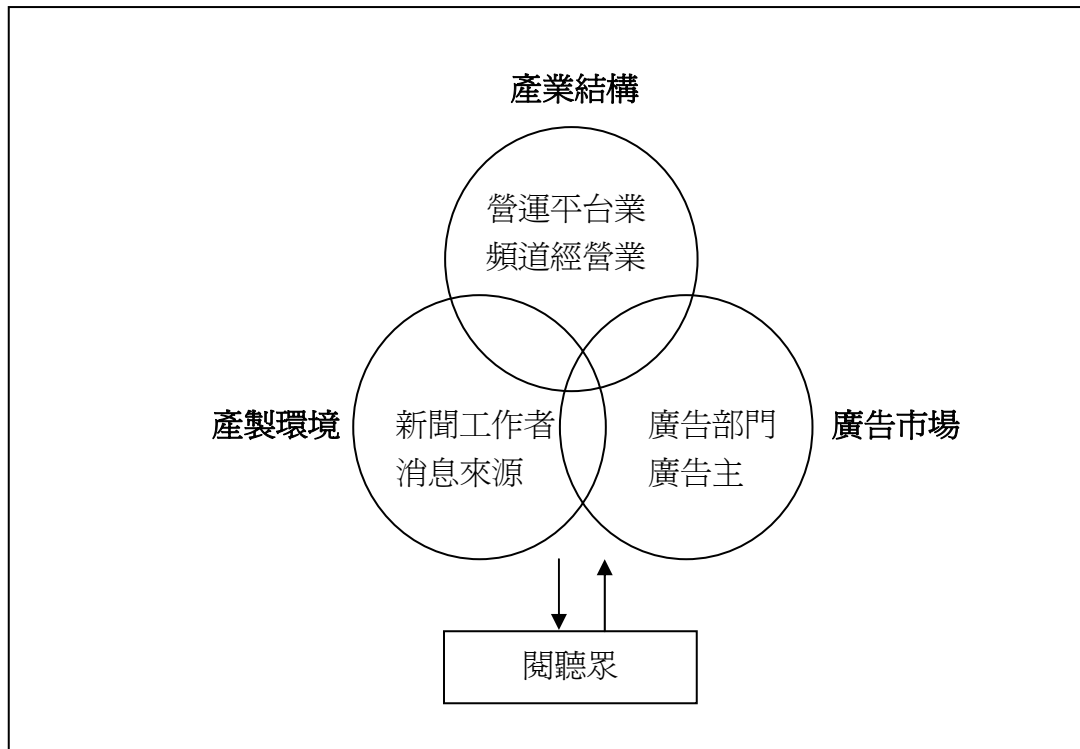 產業結構
營運平台業
頻道經營業
產製環境
新聞工作者
消息來源
廣告部門
廣告主
廣告市場
閱聽眾